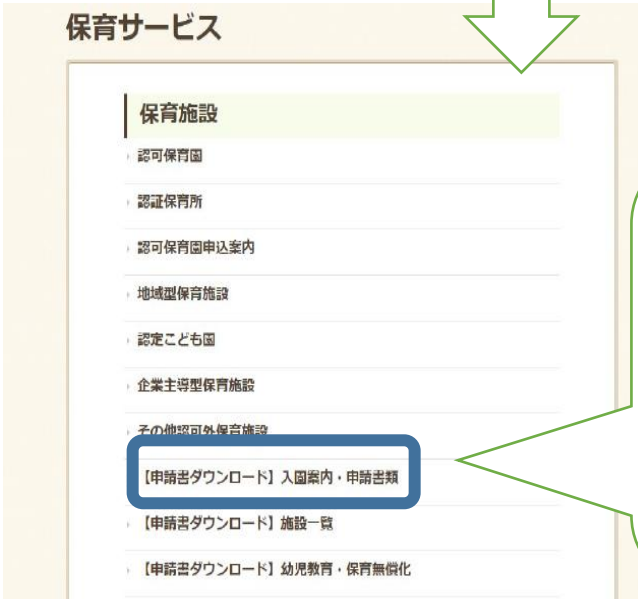 保育サービス
保育施設
認可保育園
認証保育所
認可保育園申込案内
地域型保育施設
認定こども園
企業主導型保育施設
その他認可外保育施設
【申請書ダウンロード】入園案内・申請書類
【申請書ダウンロード】施設一覧
【申請書ダウンロード】幼児教育・保育無償化